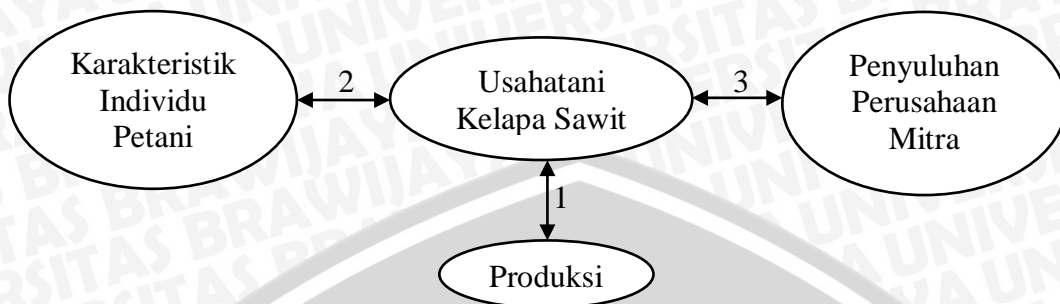 Karakteristik
Individu
Petani
2
Usahatani
Kelapa Sawit
3
Penyuluhan
Perusahaan
Mitra
1
Produksi